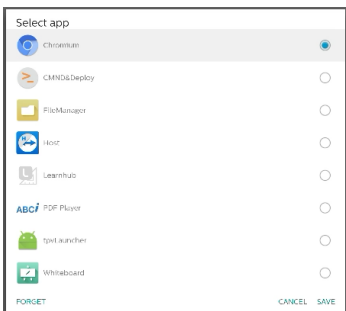 Select app
Chromium
CMND&Deploy
FileManager
Host
Learnhub
ABCi PDF Player
tpvLauncher
Whiteboard
FORGET CANCEL SAVE